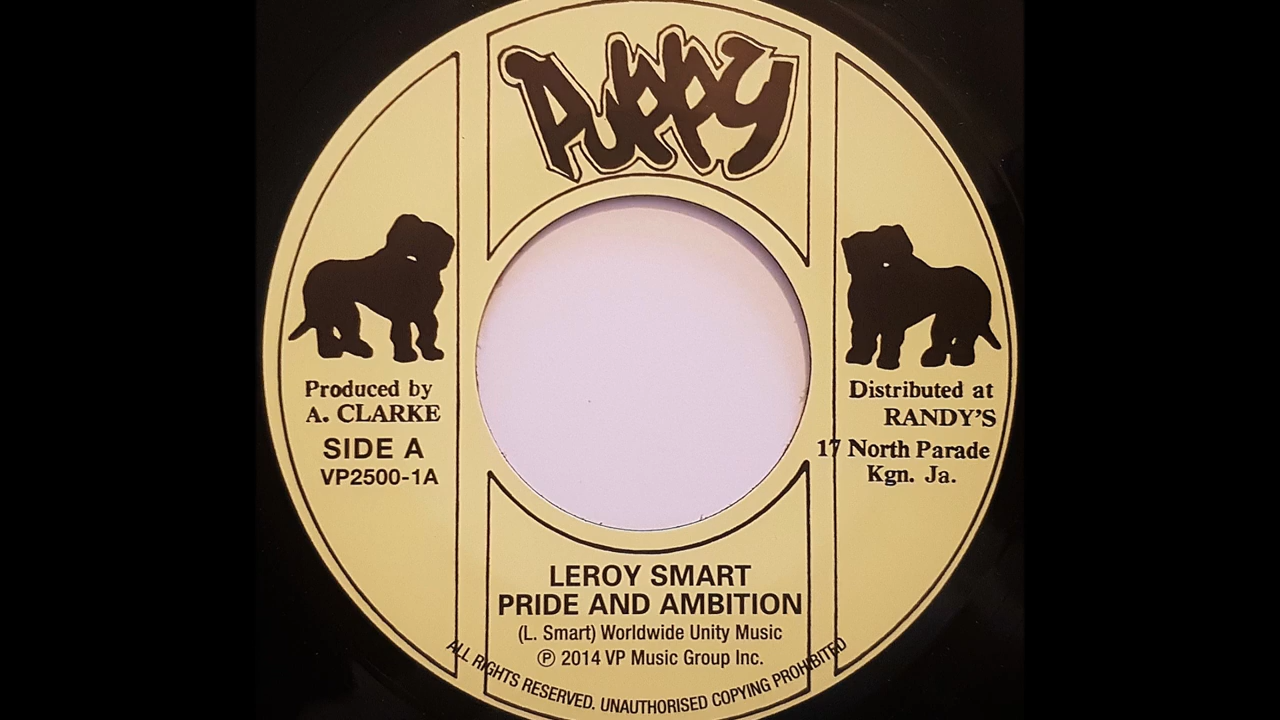 PUPPY
Produced by
A. CLARKE
SIDE A
VP2500-1A
Distributed at
RANDY'S
17 North Parade
Kgn. Ja.
LEROY SMART
PRIDE AND AMBITION
(L. Smart) Worldwide Unity Music
℗ 2014 VP Music Group Inc.
ALL RIGHTS RESERVED. UNAUTHORISED COPYING PROHIBITED